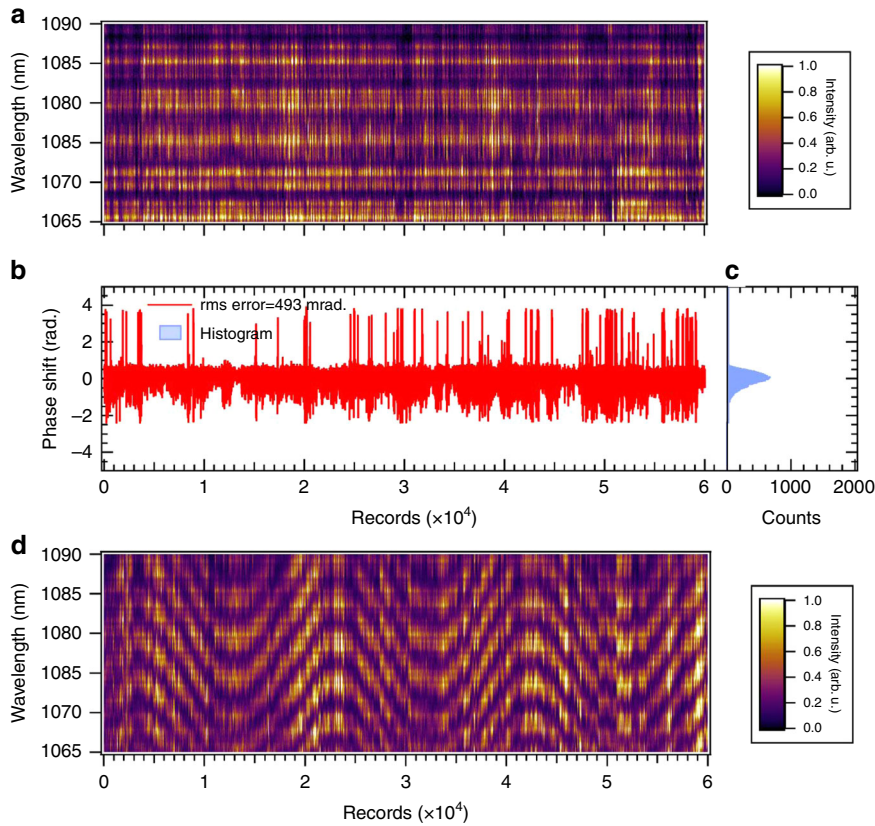 a
1090
1085
1080
1085
1070
1065
Wavelength (nm)
1.0
0.8
0.6
0.4
0.2
0.0
Intensity (arb. u.)
b
c
4
2
0
−2
−4
Phase shift (rad.)
rms error=493 mrad.
Histogram
0 1 2 3 4 5 6 0 1000 2000
Records (×10⁴) Counts
d
1090
1085
1080
1085
1070
1065
Wavelength (nm)
1.0
0.8
0.6
0.4
0.2
0.0
Intensity (arb. u.)
0 1 2 3 4 5 6
Records (×10⁴)